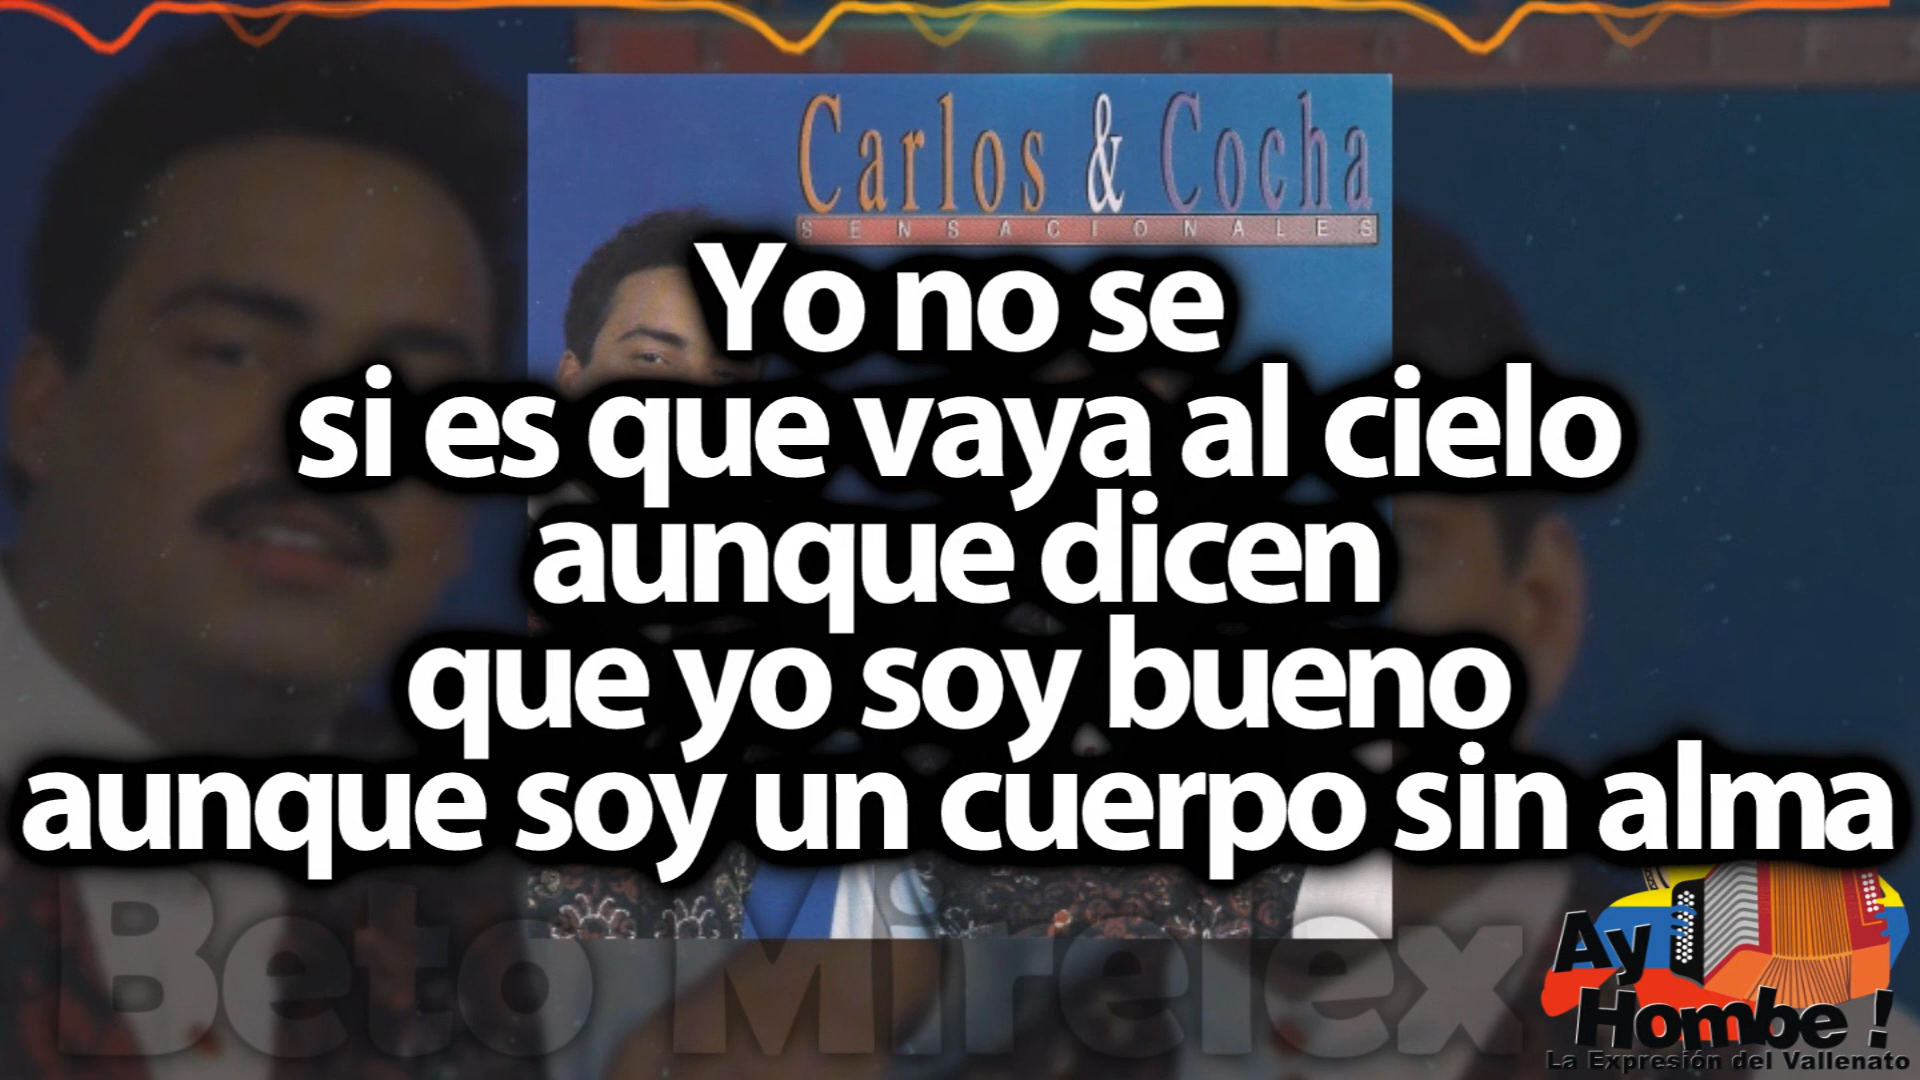 Carlos & Cocha
SENSACIONALES
Yo no se
si es que vaya al cielo
aunque dicen
que yo soy bueno
aunque soy un cuerpo sin alma
Beto Mirelex
Ay
Hombe !
La Expresión del Vallenato